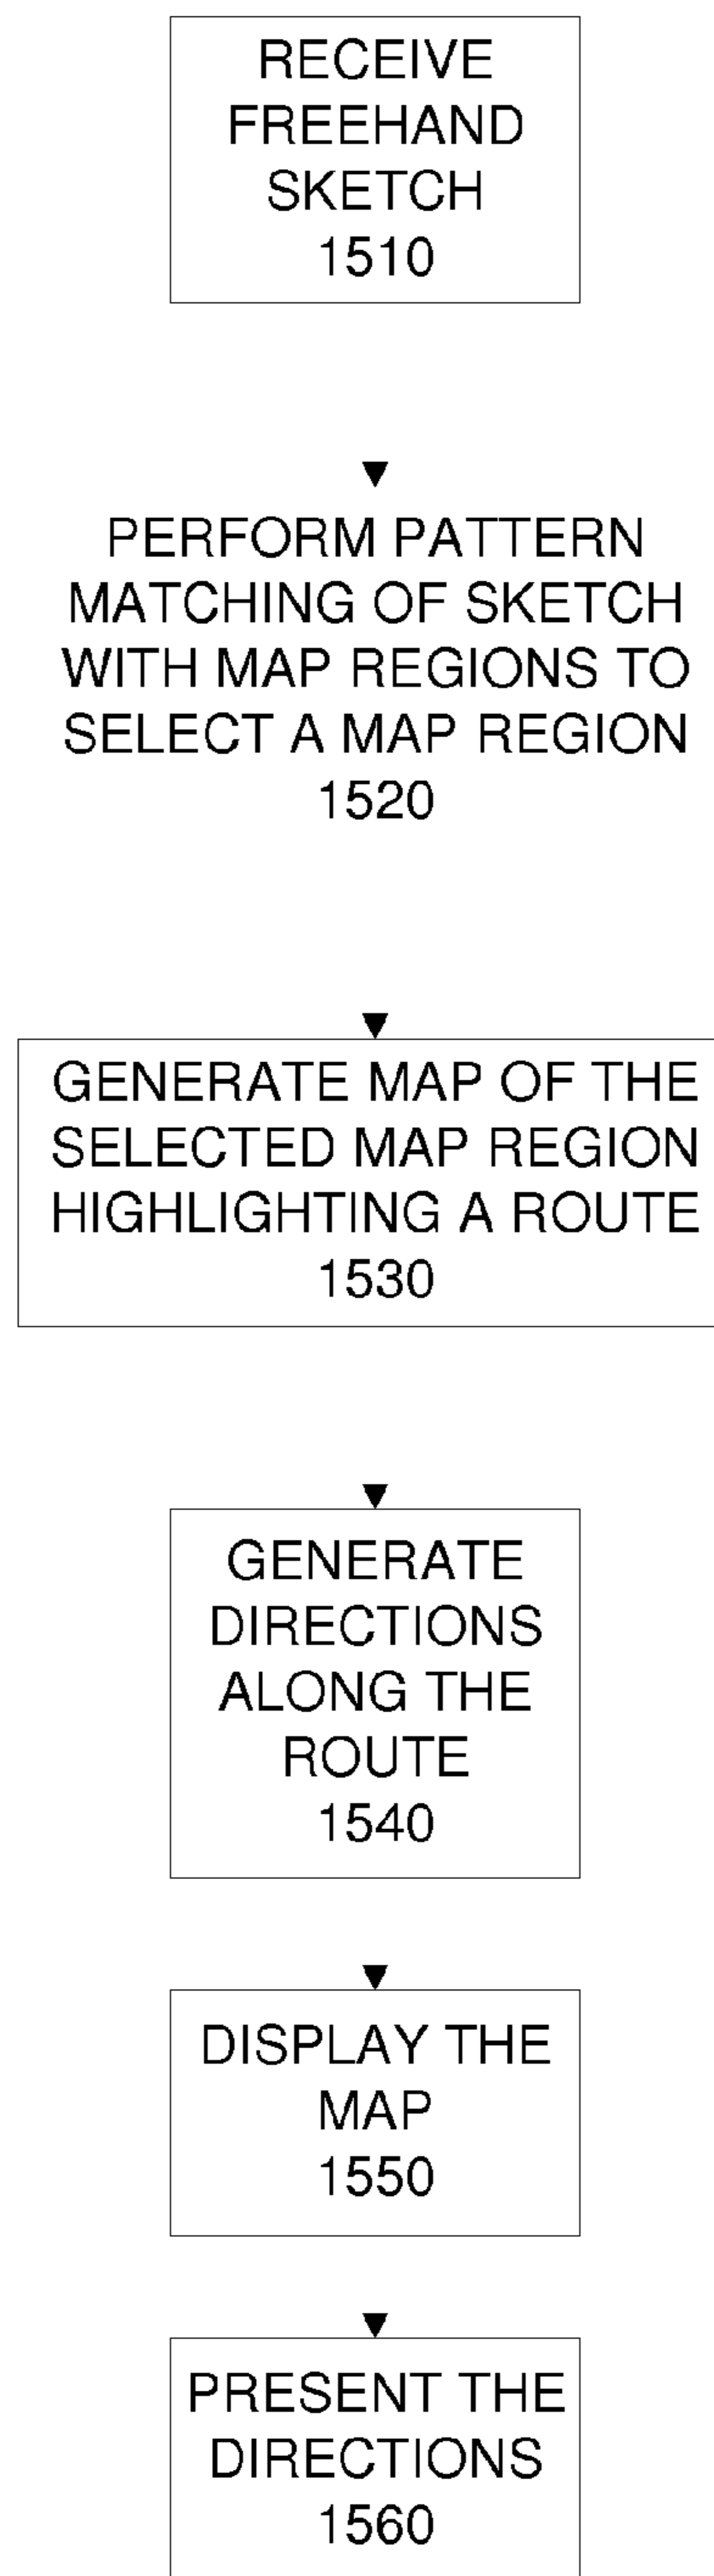 RECEIVE
FREEHAND
SKETCH
1510
PERFORM PATTERN
MATCHING OF SKETCH
WITH MAP REGIONS TO
SELECT A MAP REGION
1520
GENERATE MAP OF THE
SELECTED MAP REGION
HIGHLIGHTING A ROUTE
1530
GENERATE
DIRECTIONS
ALONG THE
ROUTE
1540
DISPLAY THE
MAP
1550
PRESENT THE
DIRECTIONS
1560